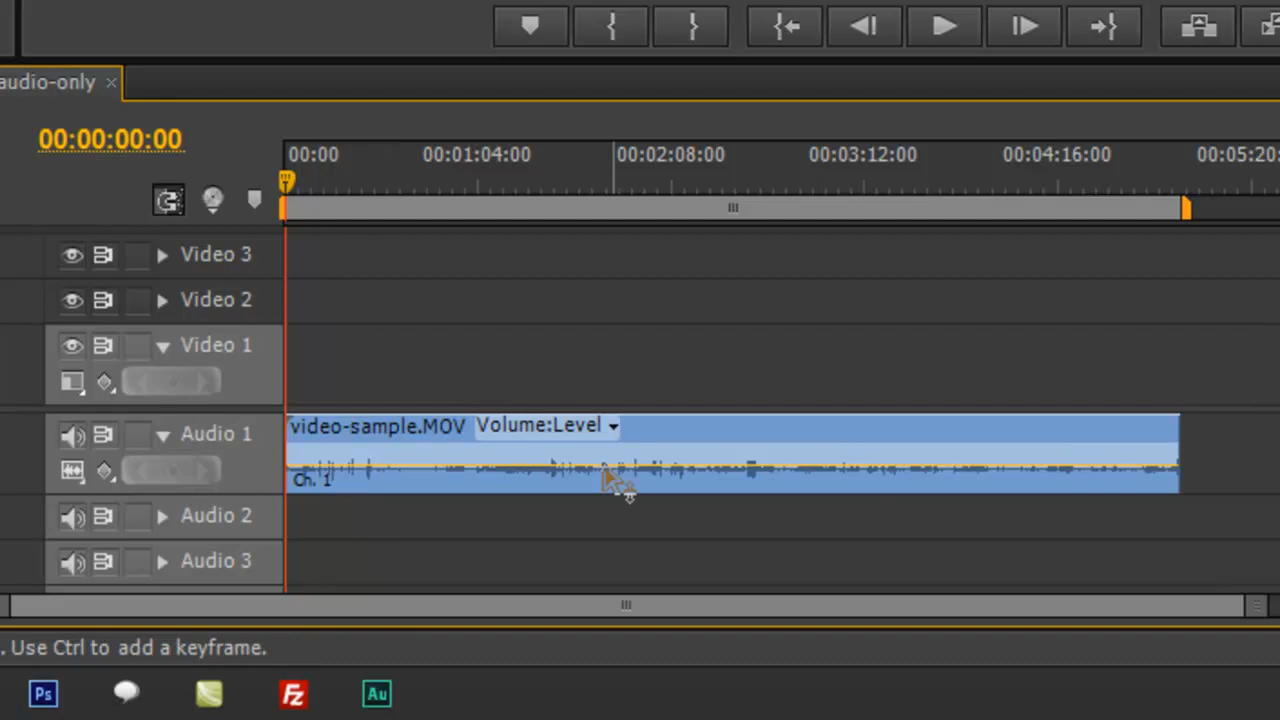 audio-only ×
00:00:00:00
00:00 00:01:04:00 00:02:08:00 00:03:12:00 00:04:16:00 00:05:20:
Video 3
Video 2
Video 1
video-sample.MOV Volume:Level
Audio 1
Ch. 1
Audio 2
Audio 3
. Use Ctrl to add a keyframe.
Ps Fz Au